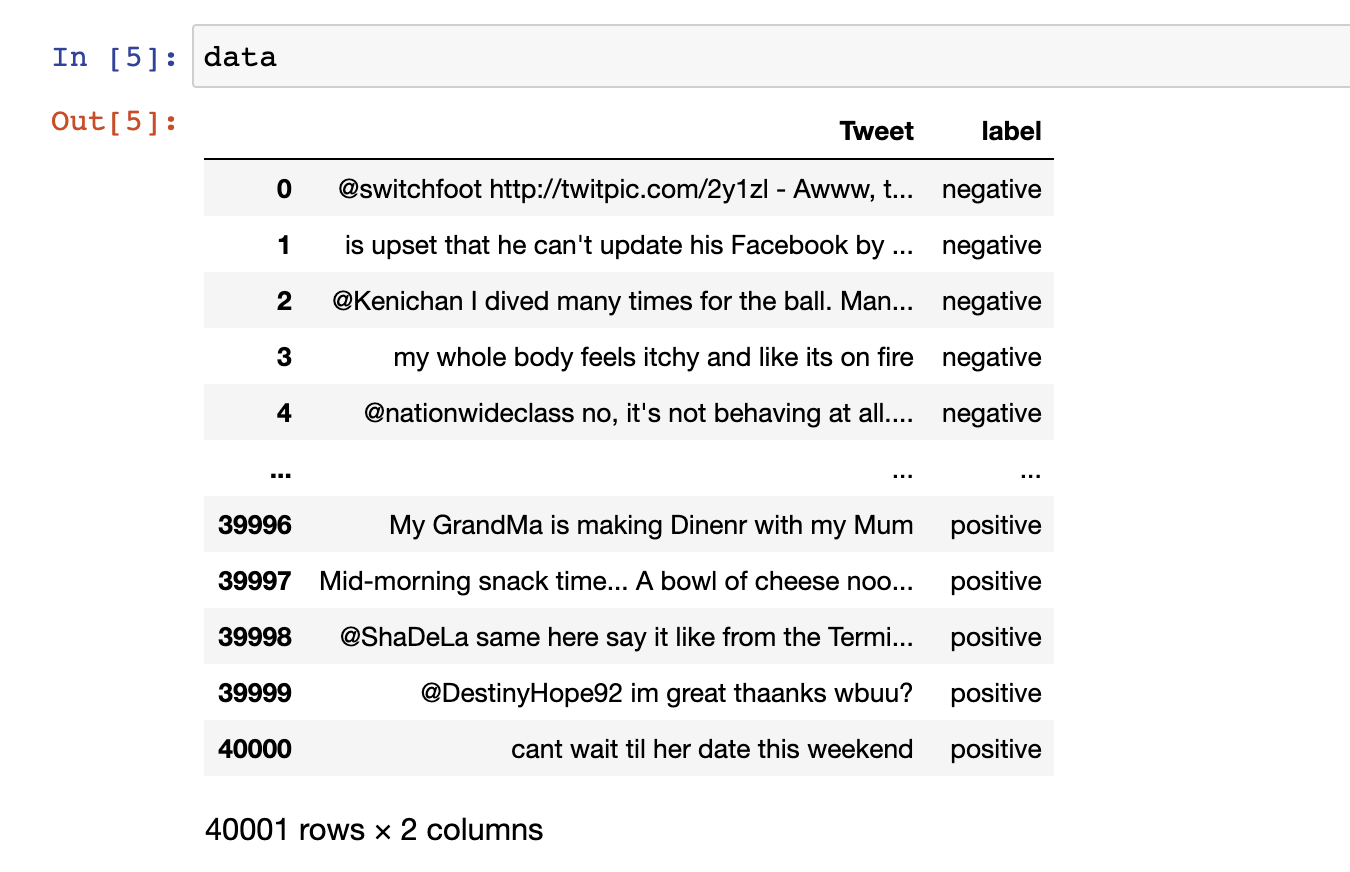 In [5]: data
Out[5]:
Tweet label
0 @switchfoot http://twitpic.com/2y1zl - Awww, t... negative
1 is upset that he can't update his Facebook by ... negative
2 @Kenichan I dived many times for the ball. Man... negative
3 my whole body feels itchy and like its on fire negative
4 @nationwideclass no, it's not behaving at all.... negative
... ... ...
39996 My GrandMa is making Dinenr with my Mum positive
39997 Mid-morning snack time... A bowl of cheese noo... positive
39998 @ShaDeLa same here say it like from the Termi... positive
39999 @DestinyHope92 im great thaanks wbuu? positive
40000 cant wait til her date this weekend positive
40001 rows × 2 columns